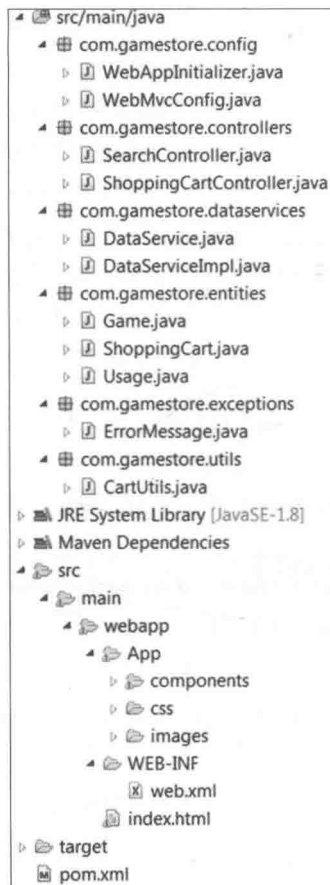 src/main/java
com.gamestore.config
WebAppInitializer.java
WebMvcConfig.java
com.gamestore.controllers
SearchController.java
ShoppingCartController.java
com.gamestore.dataservices
DataService.java
DataServiceImpl.java
com.gamestore.entities
Game.java
ShoppingCart.java
Usage.java
com.gamestore.exceptions
ErrorMessage.java
com.gamestore.utils
CartUtils.java
JRE System Library [JavaSE-1.8]
Maven Dependencies
src
main
webapp
App
components
css
images
WEB-INF
web.xml
index.html
target
pom.xml